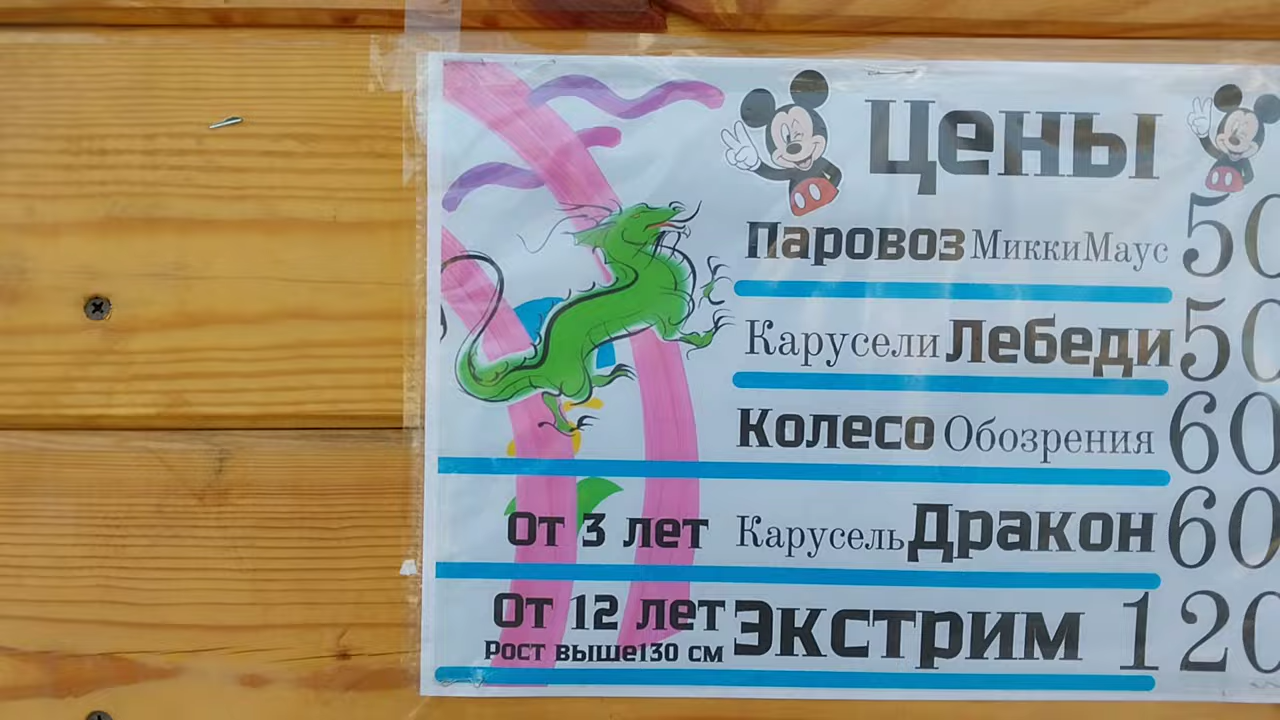 Цены
Паровоз МиккиМаус 50
Карусели Лебеди 50
Колесо Обозрения 60
От 3 лет Карусель Дракон 60
От 12 лет Экстрим 120
Рост выше130 см